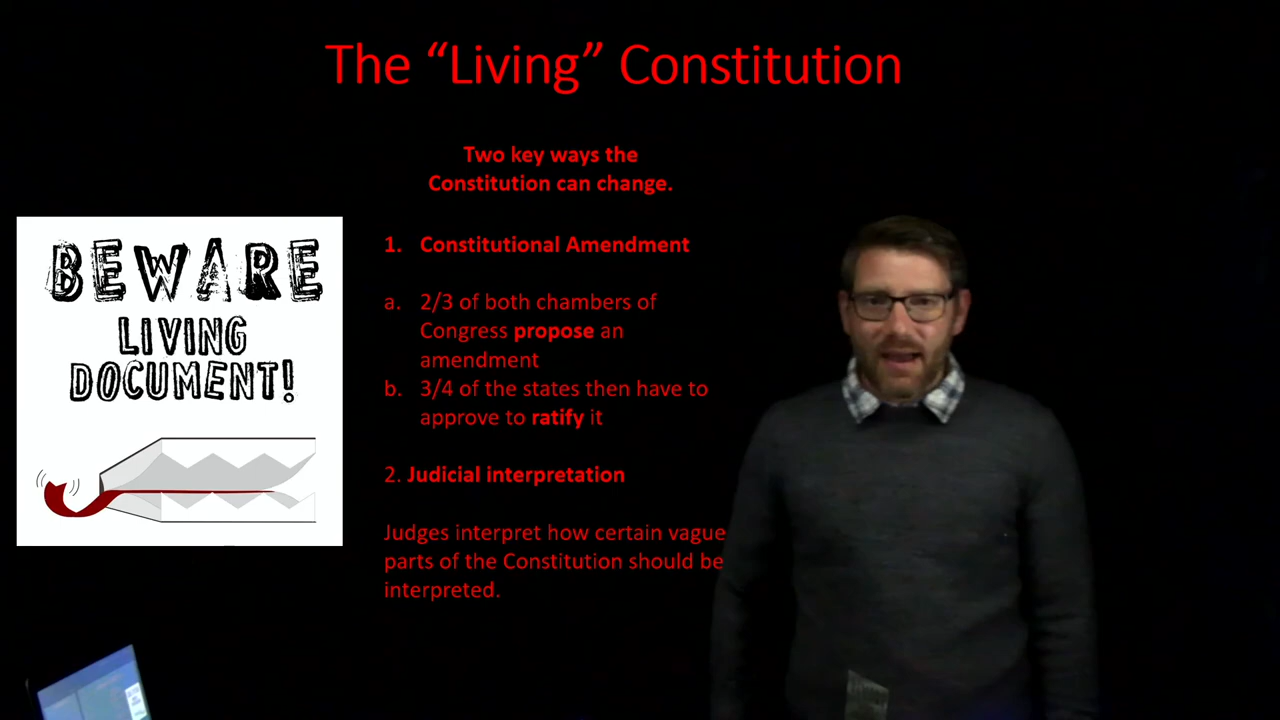 The “Living” Constitution
Two key ways the
Constitution can change.
1. Constitutional Amendment
a. 2/3 of both chambers of
Congress propose an
amendment
b. 3/4 of the states then have to
approve to ratify it
2. Judicial interpretation
Judges interpret how certain vague
parts of the Constitution should be
interpreted.
BEWARE
LIVING
DOCUMENT!